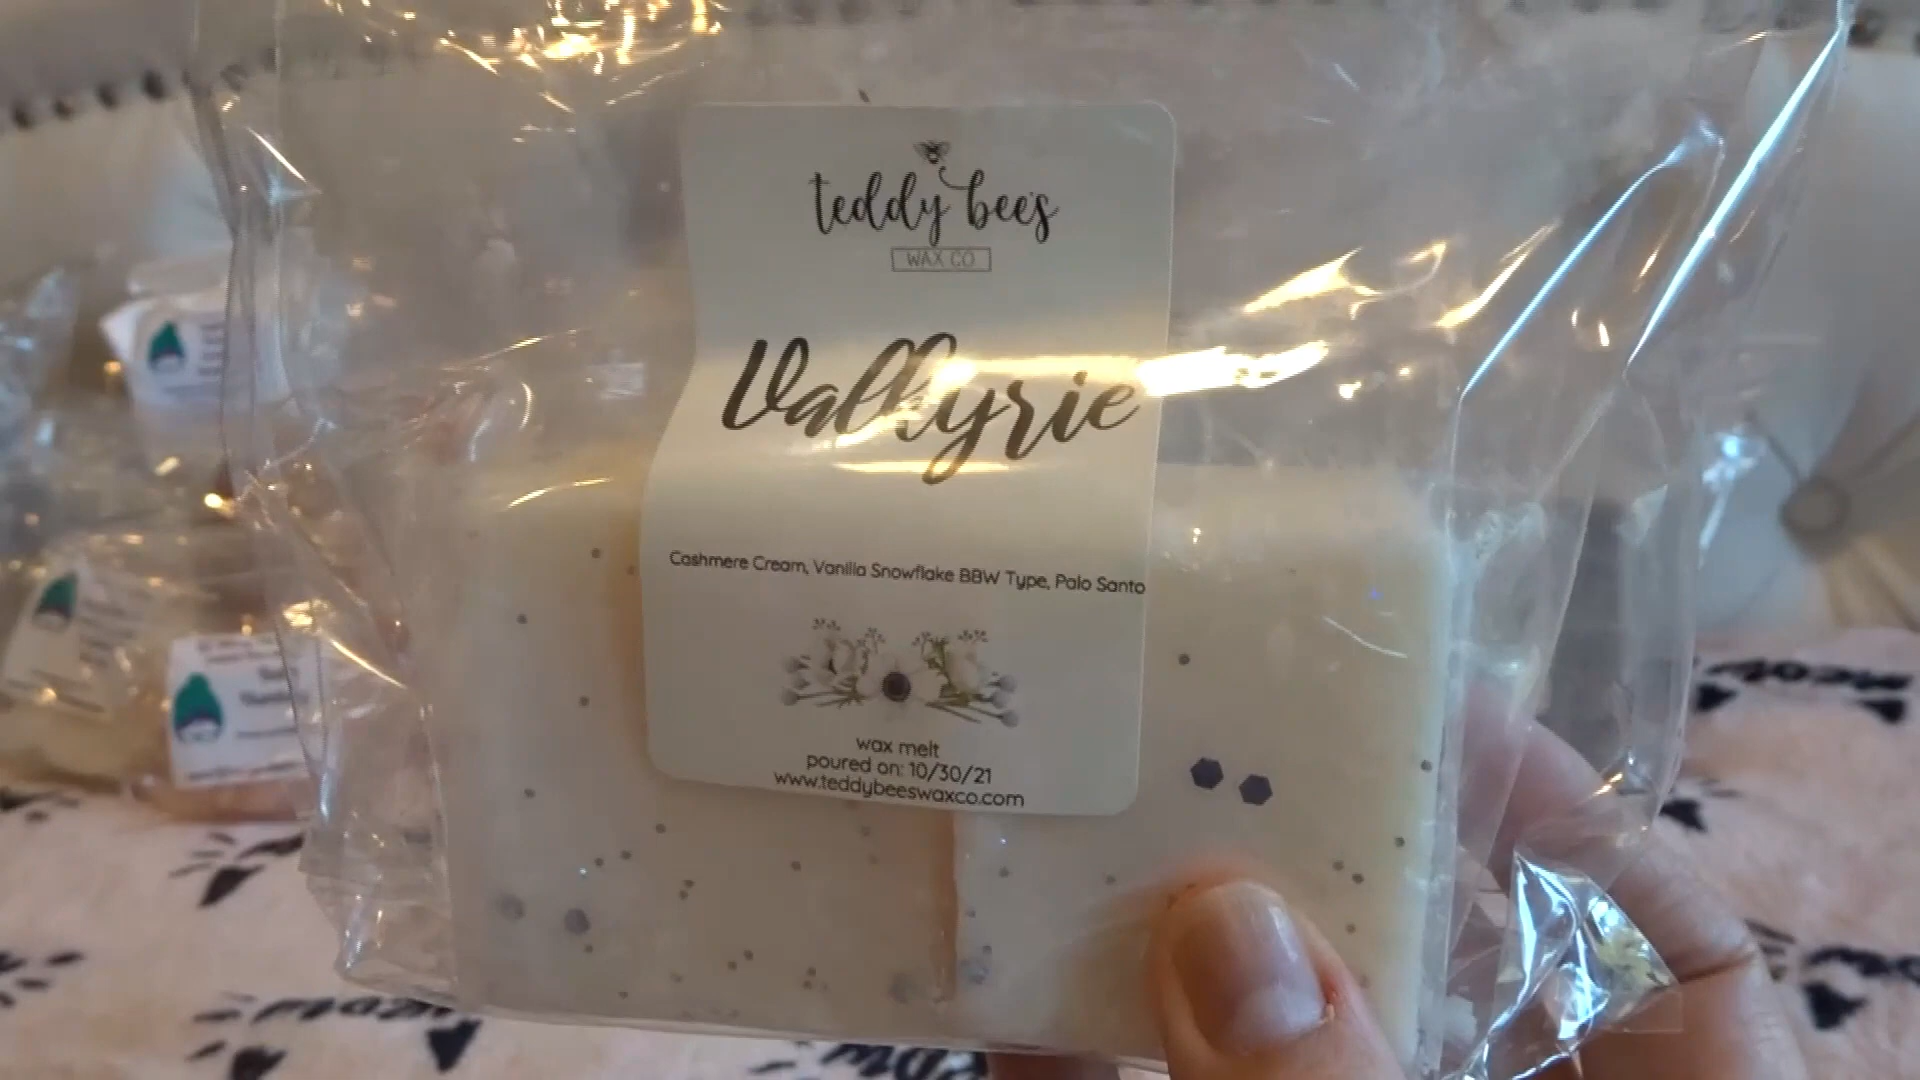 teddy bee's
WAX CO.
Valkyrie
Cashmere Cream, Vanilla Snowflake BBW Type, Palo Santo
wax melt
poured on: 10/30/21
www.teddybeeswaxco.com
meow